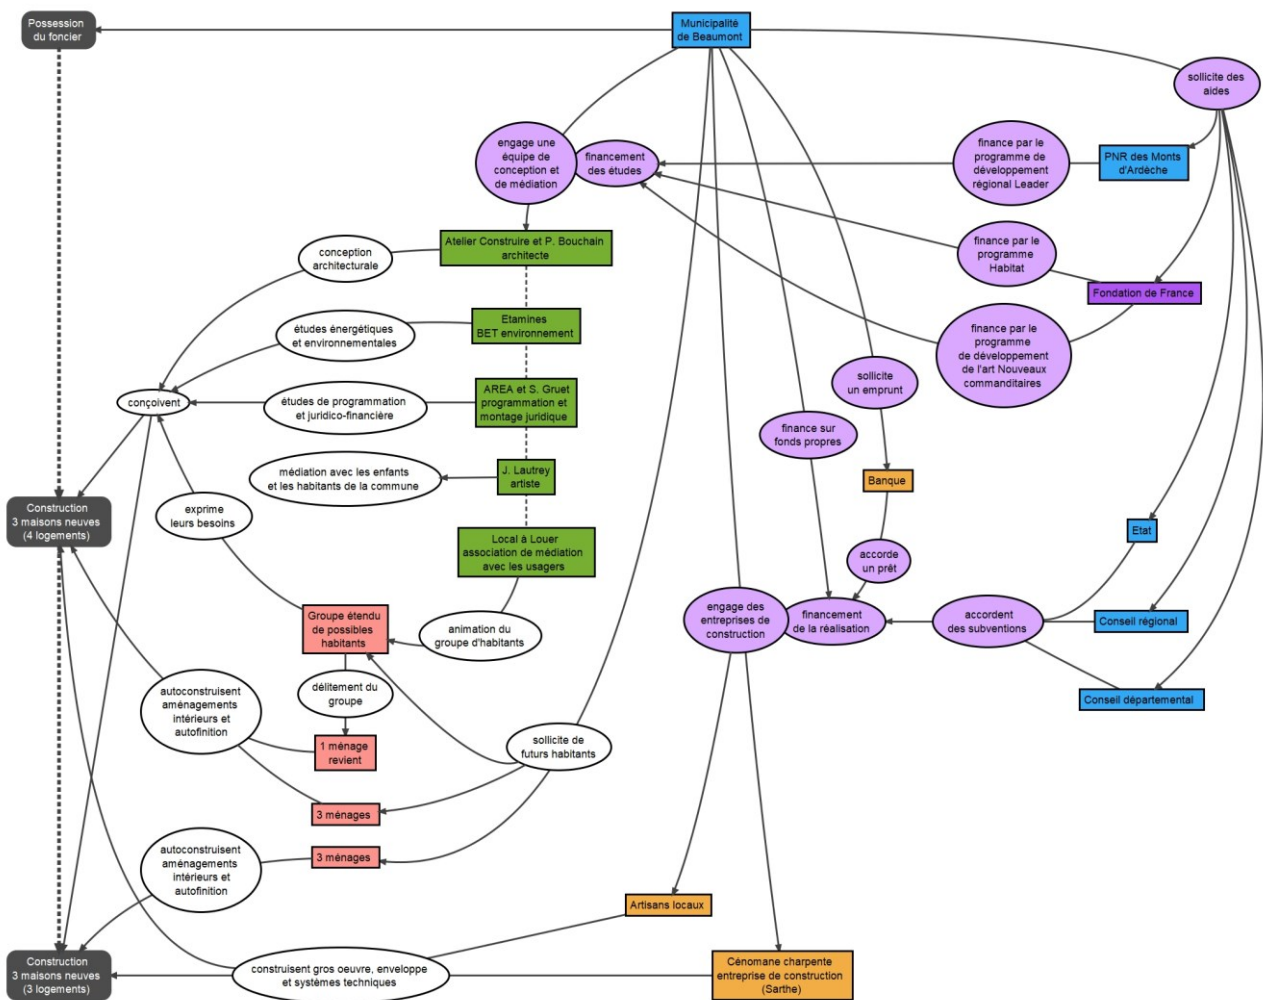 Possession
du foncier
Municipalité
de Beaumont
sollicite des
aides
engage une
équipe de
conception et
de médiation
financement
des études
finance par le
programme de
développement
régional Leader
PNR des Monts
d'Ardèche
Atelier Construire et P. Bouchain
architecte
conception
architecturale
finance par le
programme
Habitat
Fondation de France
Etamines
BET environnement
études énergétiques
et environnementales
finance par le
programme
de développement
de l'art Nouveaux
commanditaires
sollicite
un emprunt
AREA et S. Gruet
programmation et
montage juridique
études de programmation
et juridico-financière
conçoivent
finance sur
fonds propres
J. Lautrey
artiste
médiation avec les enfants
et les habitants de la commune
Banque
exprime
leurs besoins
Construction
3 maisons neuves
(4 logements)
Local à Louer
association de médiation
avec les usagers
Etat
accorde
un prêt
engage des
entreprises de
construction
financement
de la réalisation
accordent
des subventions
Conseil régional
Groupe étendu
de possibles
habitants
animation du
groupe d'habitants
Conseil départemental
délitement du
groupe
autoconstruisent
aménagements
intérieurs et
autofinition
1 ménage
revient
sollicite de
futurs habitants
3 ménages
3 ménages
autoconstruisent
aménagements
intérieurs et
autofinition
Artisans locaux
Construction
3 maisons neuves
(3 logements)
construisent gros oeuvre, enveloppe
et systèmes techniques
Cénomane charpente
entreprise de construction
(Sarthe)